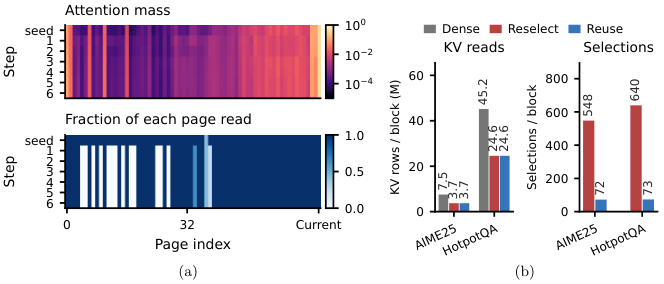 Attention mass
Step
seed
1
2
3
4
5
6
10⁰
10⁻²
10⁻⁴
Fraction of each page read
Step
seed
1
2
3
4
5
6
1.0
0.5
0.0
0
32
Current
Page index
(a)
Dense
Reselect
Reuse
KV reads
KV rows / block (M)
60
40
20
0
7.5
3.7
3.7
45.2
24.6
24.6
AIME25
HotpotQA
Selections
Selections / block
800
600
400
200
0
548
72
640
73
AIME25
HotpotQA
(b)